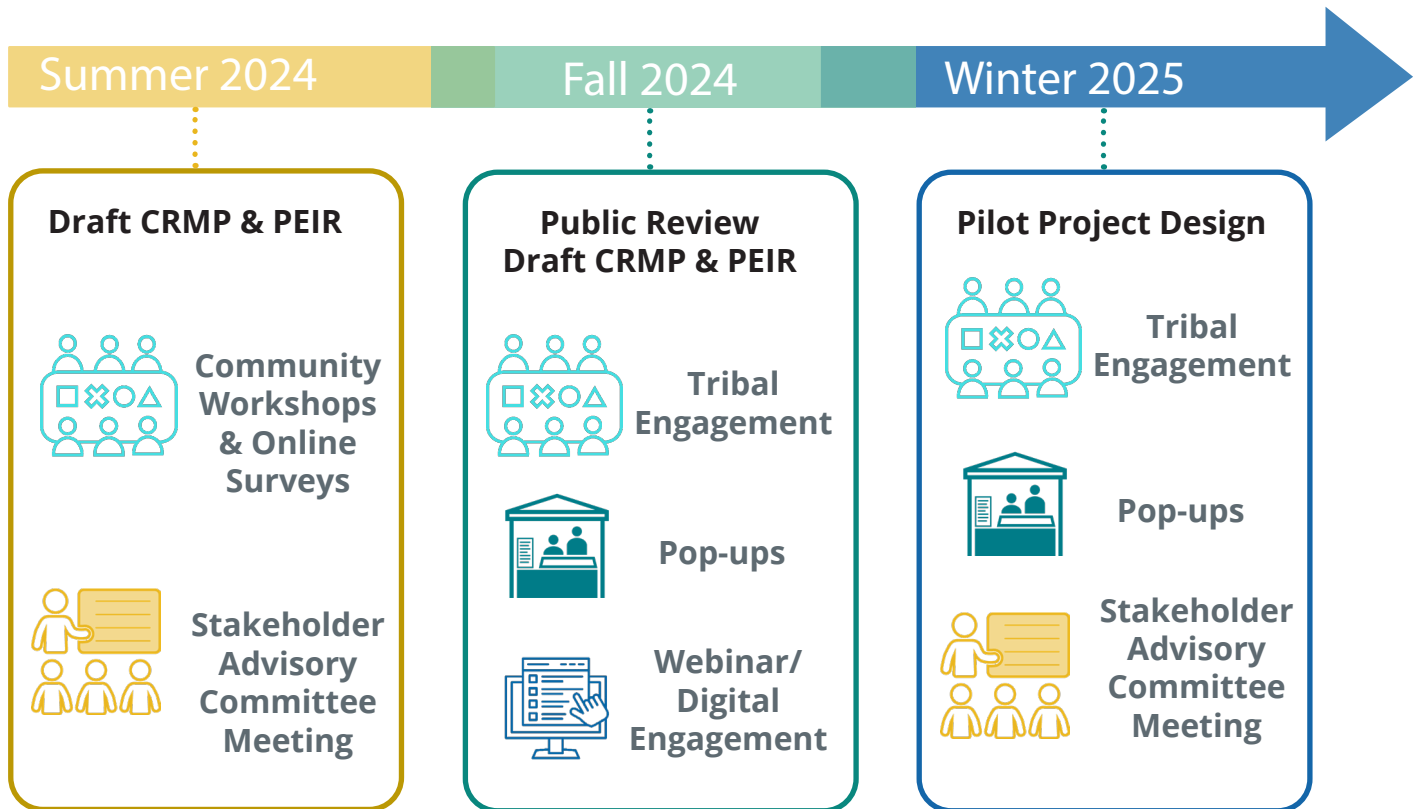 Summer 2024
Fall 2024
Winter 2025
Draft CRMP & PEIR
Community
Workshops
& Online
Surveys
Stakeholder
Advisory
Committee
Meeting
Public Review
Draft CRMP & PEIR
Tribal
Engagement
Pop-ups
Webinar/
Digital
Engagement
Pilot Project Design
Tribal
Engagement
Pop-ups
Stakeholder
Advisory
Committee
Meeting